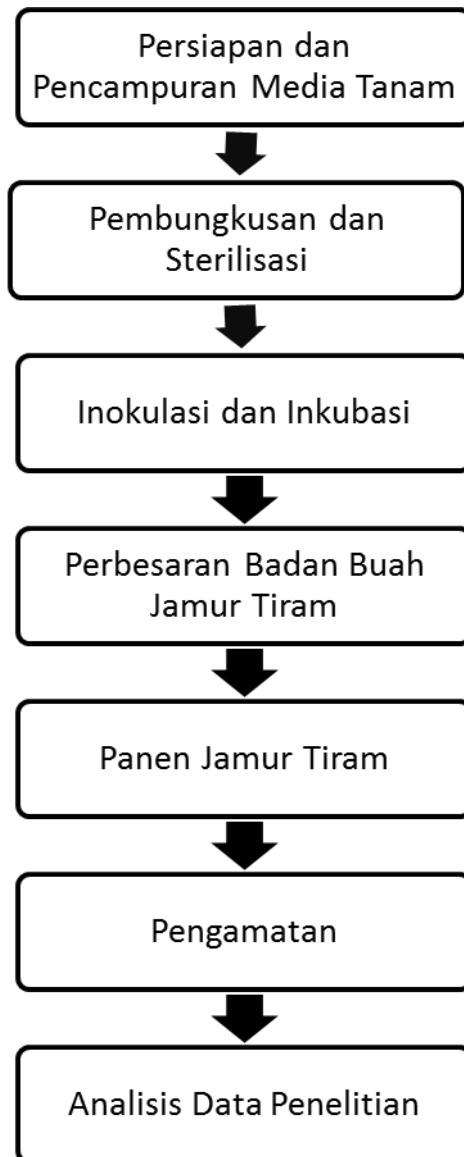 Persiapan dan
Pencampuran Media Tanam
Pembungkusan dan
Sterilisasi
Inokulasi dan Inkubasi
Perbesaran Badan Buah
Jamur Tiram
Panen Jamur Tiram
Pengamatan
Analisis Data Penelitian